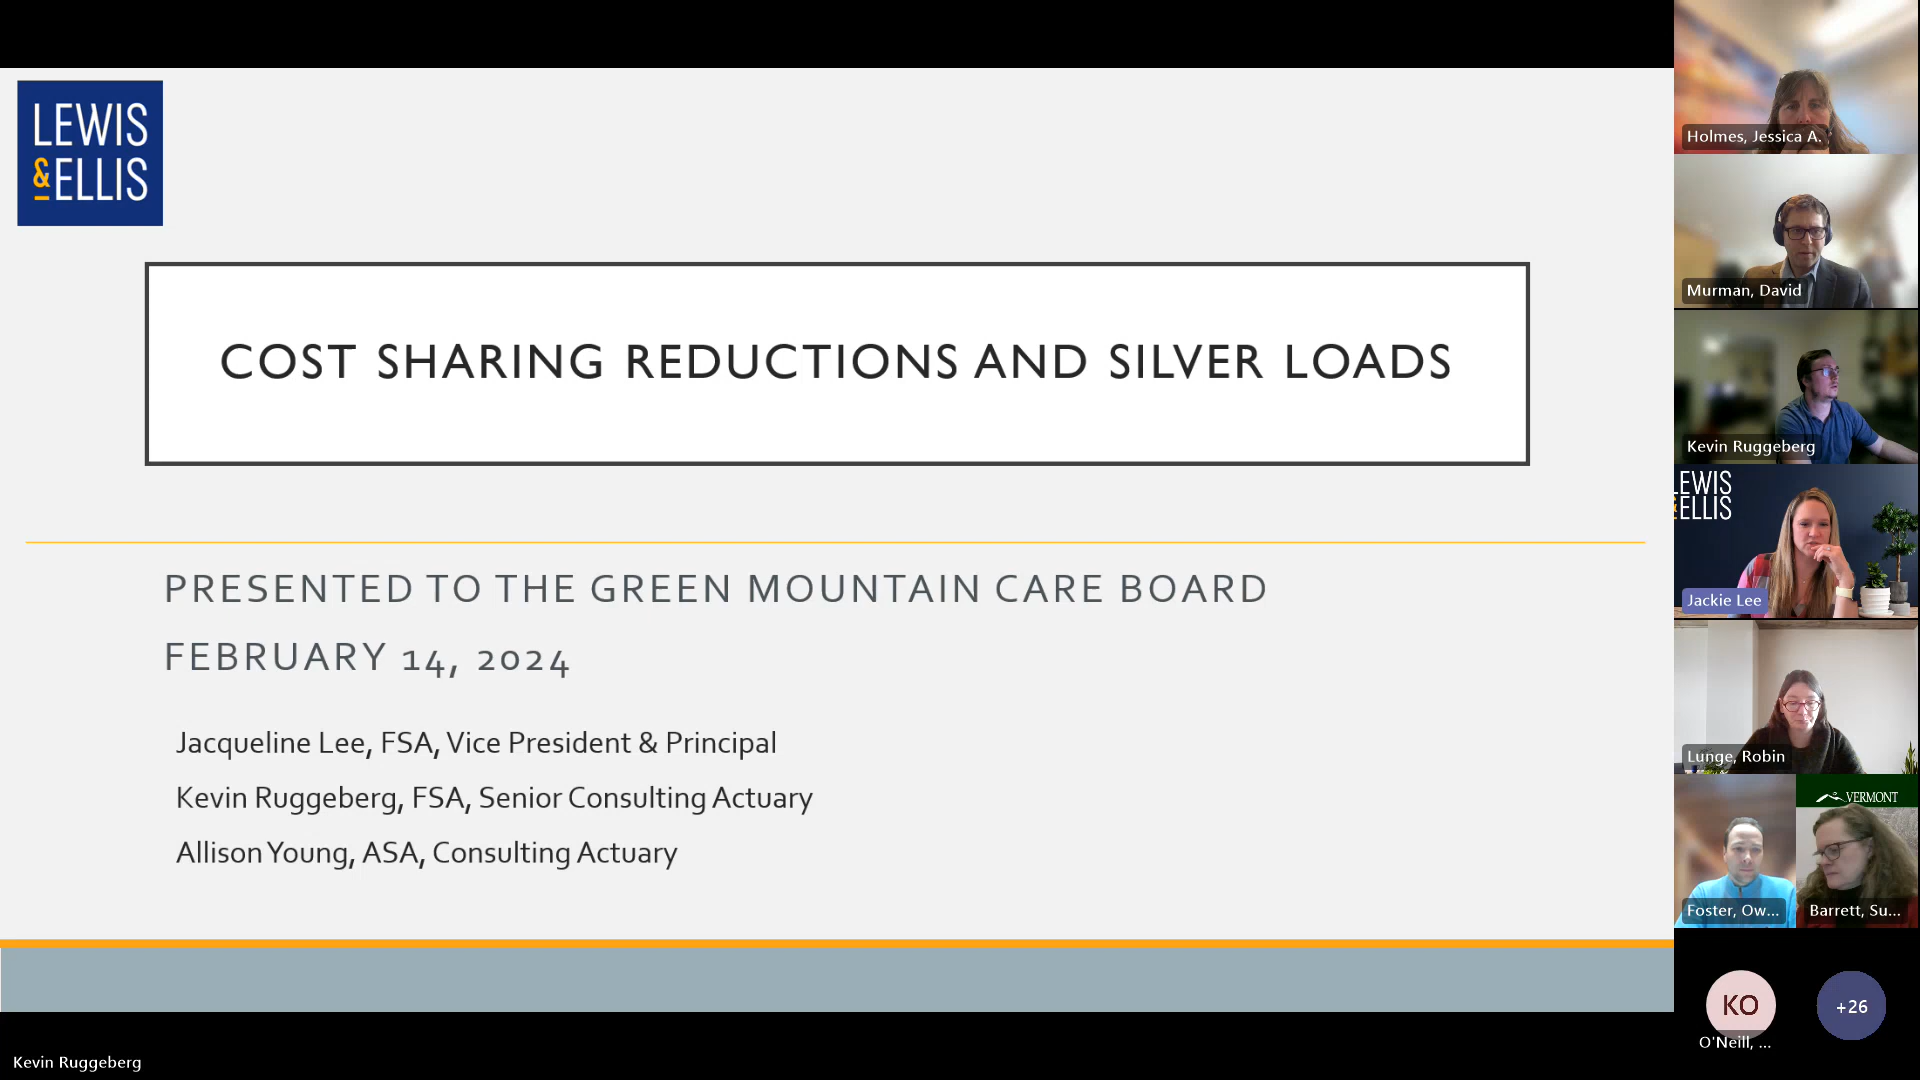 LEWIS
&ELLIS
COST SHARING REDUCTIONS AND SILVER LOADS
PRESENTED TO THE GREEN MOUNTAIN CARE BOARD
FEBRUARY 14, 2024
Jacqueline Lee, FSA, Vice President & Principal
Kevin Ruggeberg, FSA, Senior Consulting Actuary
Allison Young, ASA, Consulting Actuary
Kevin Ruggeberg
Holmes, Jessica A.
Murman, David
Kevin Ruggeberg
LEWIS
&ELLIS
Jackie Lee
Lunge, Robin
Foster, Ow...
VERMONT
Barrett, Su...
KO
O'Neill, ...
+26